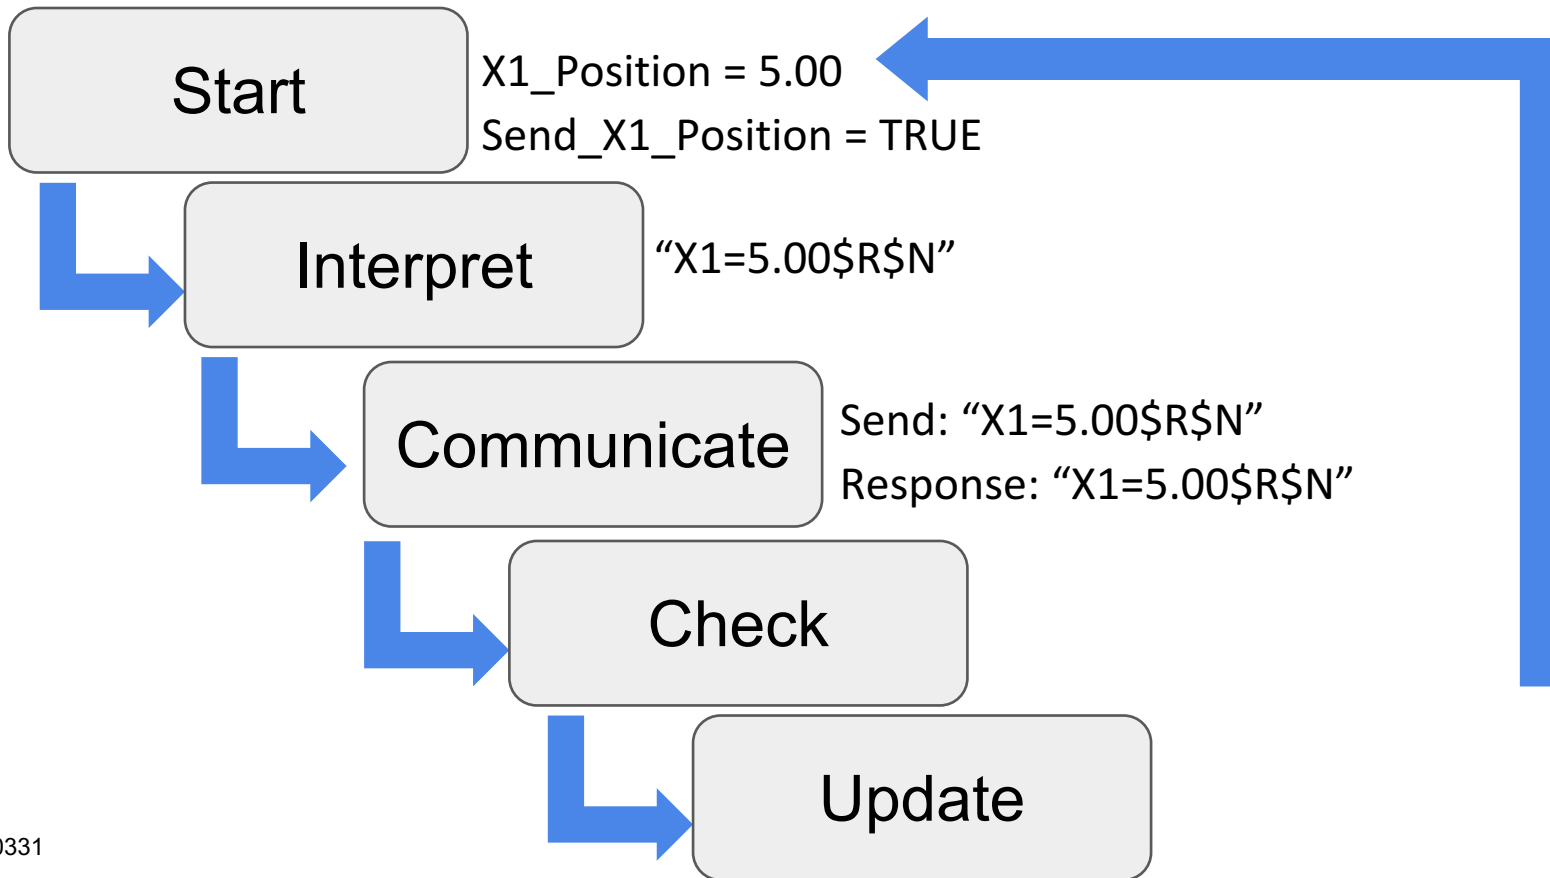 Start
X1_Position = 5.00
Send_X1_Position = TRUE
Interpret
“X1=5.00$R$N”
Communicate
Send: “X1=5.00$R$N”
Response: “X1=5.00$R$N”
Check
Update
0331